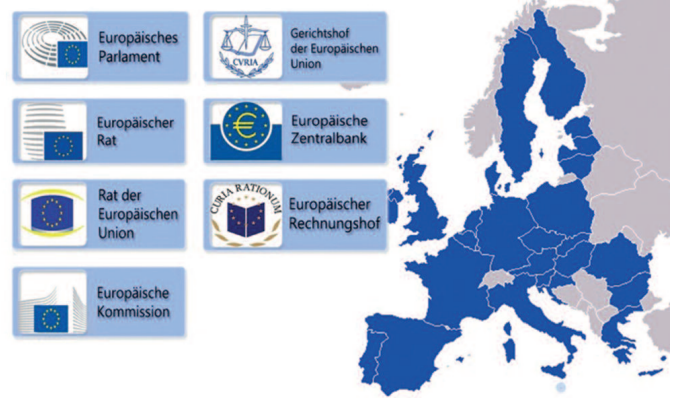 Europäisches
Parlament
Europäischer
Rat
Rat der
Europäischen
Union
Europäische
Kommission
Gerichtshof
der Europäischen
Union
CVRIA
Europäische
Zentralbank
CURIA RATIONUM
Europäischer
Rechnungshof